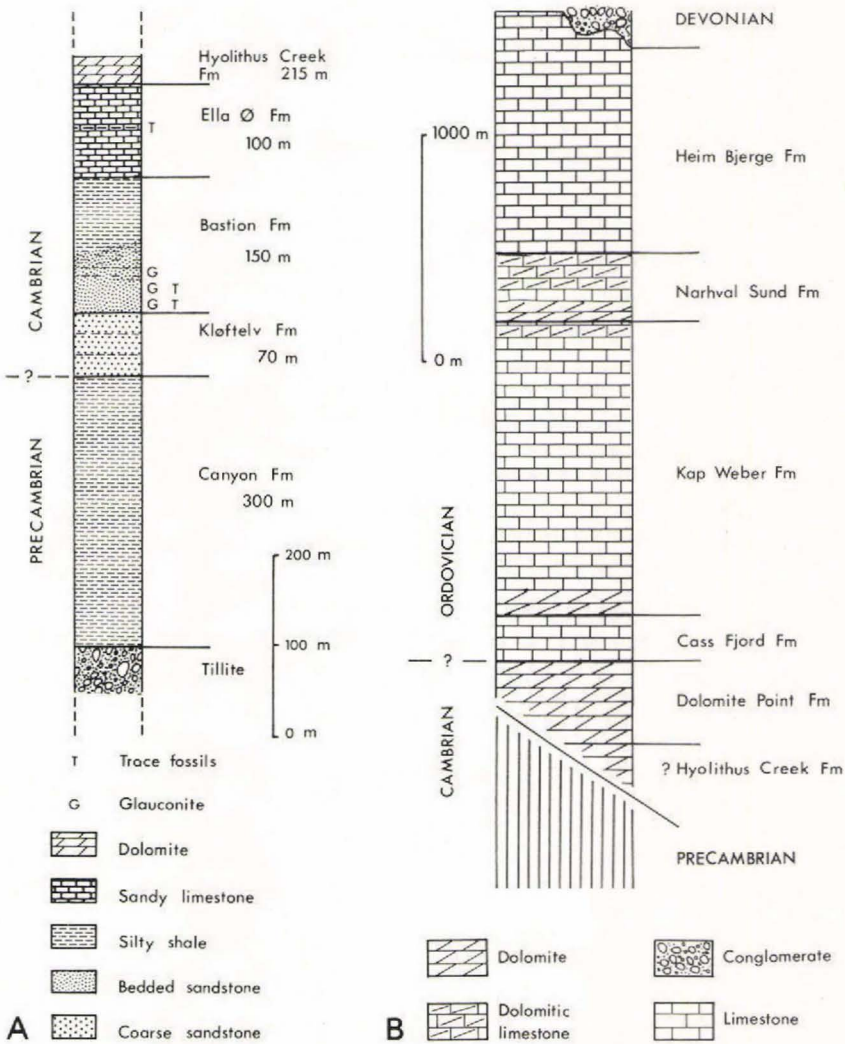 Hyolithus Creek
Fm 215 m
Ella Ø Fm
T
100 m
Bastion Fm
150 m
G
G T
G T
Kløftelv Fm
70 m
CAMBRIAN
?
PRECAMBRIAN
Canyon Fm
300 m
200 m
100 m
Tillite
0 m
T Trace fossils
G Glauconite
Dolomite
Sandy limestone
Silty shale
Bedded sandstone
Coarse sandstone
A
DEVONIAN
1000 m
Heim Bjerge Fm
Narhval Sund Fm
0 m
Kap Weber Fm
ORDOVICIAN
Cass Fjord Fm
?
Dolomite Point Fm
CAMBRIAN
? Hyolithus Creek Fm
PRECAMBRIAN
Dolomite
Conglomerate
Dolomitic
limestone
Limestone
B